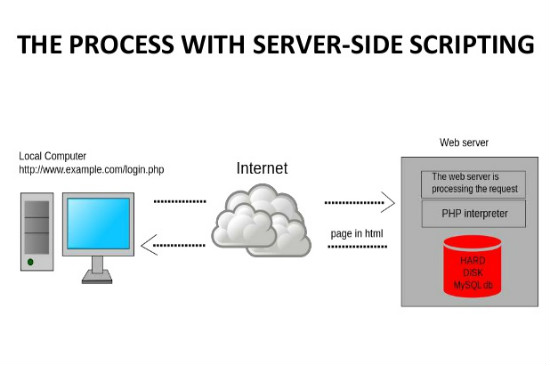 THE PROCESS WITH SERVER-SIDE SCRIPTING
Web server
Local Computer
http://www.example.com/login.php
Internet
The web server is
processing the request
PHP interpreter
page in html
HARD
DISK
MySQL db